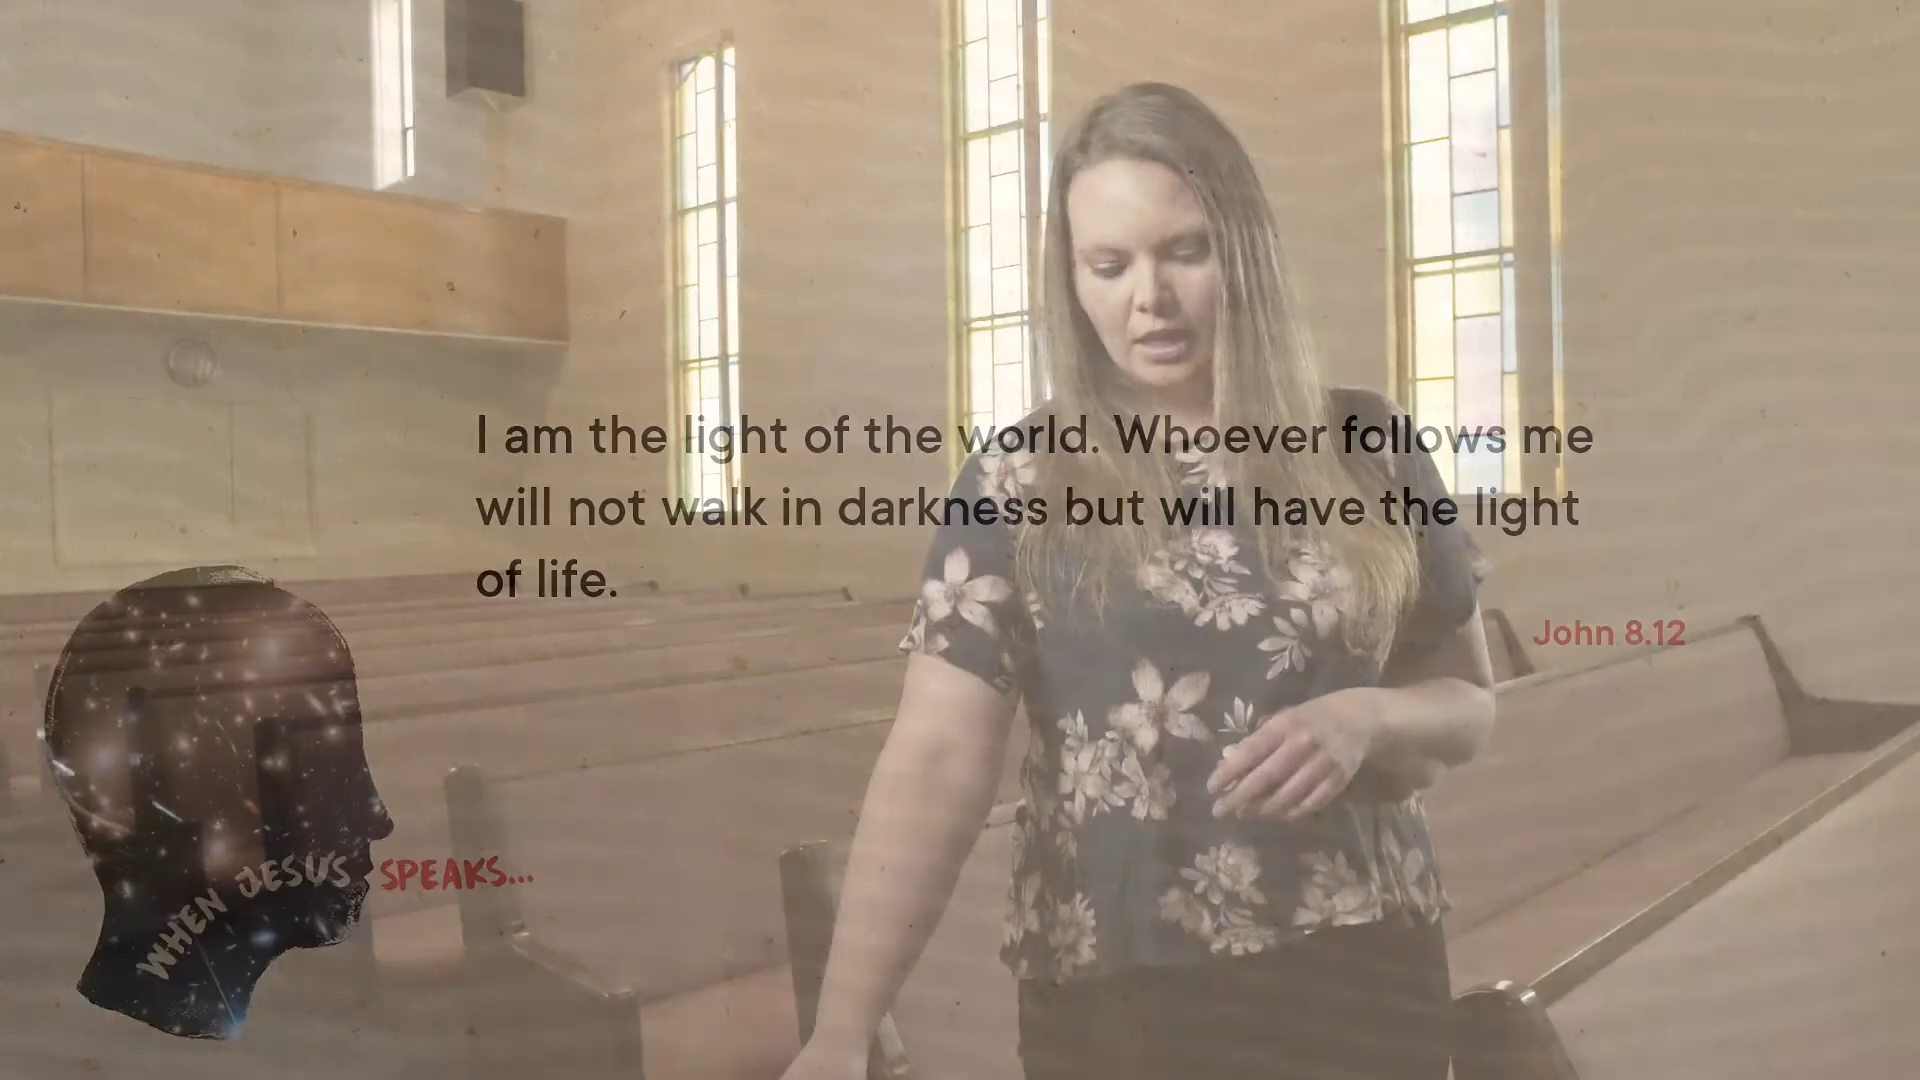 I am the light of the world. Whoever follows me
will not walk in darkness but will have the light
of life.
John 8.12
WHEN JESUS SPEAKS...